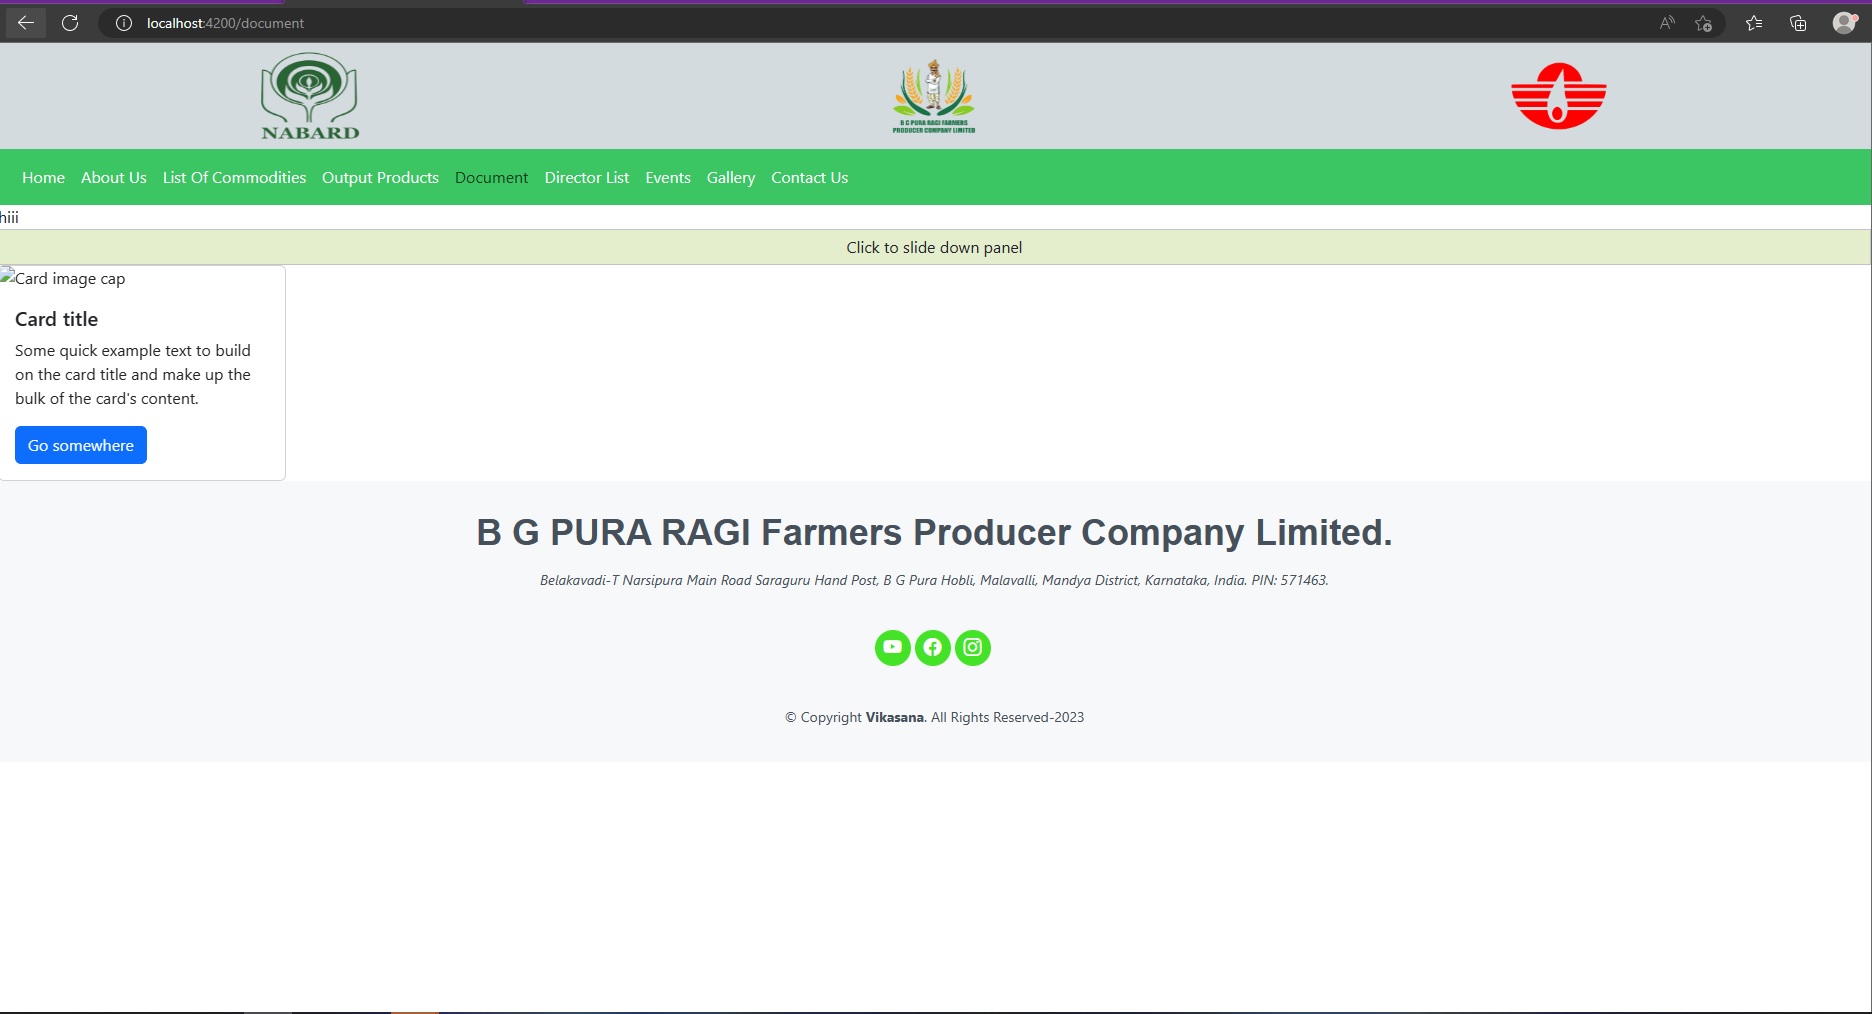 localhost:4200/document
NABARD
B G PURA RAGI FARMERS
PRODUCER COMPANY LIMITED
Home About Us List Of Commodities Output Products Document Director List Events Gallery Contact Us
hiii
Click to slide down panel
Card image cap
Card title
Some quick example text to build
on the card title and make up the
bulk of the card's content.
Go somewhere
B G PURA RAGI Farmers Producer Company Limited.
Belakavadi-T Narsipura Main Road Saraguru Hand Post, B G Pura Hobli, Malavalli, Mandya District, Karnataka, India. PIN: 571463.
© Copyright Vikasana. All Rights Reserved-2023